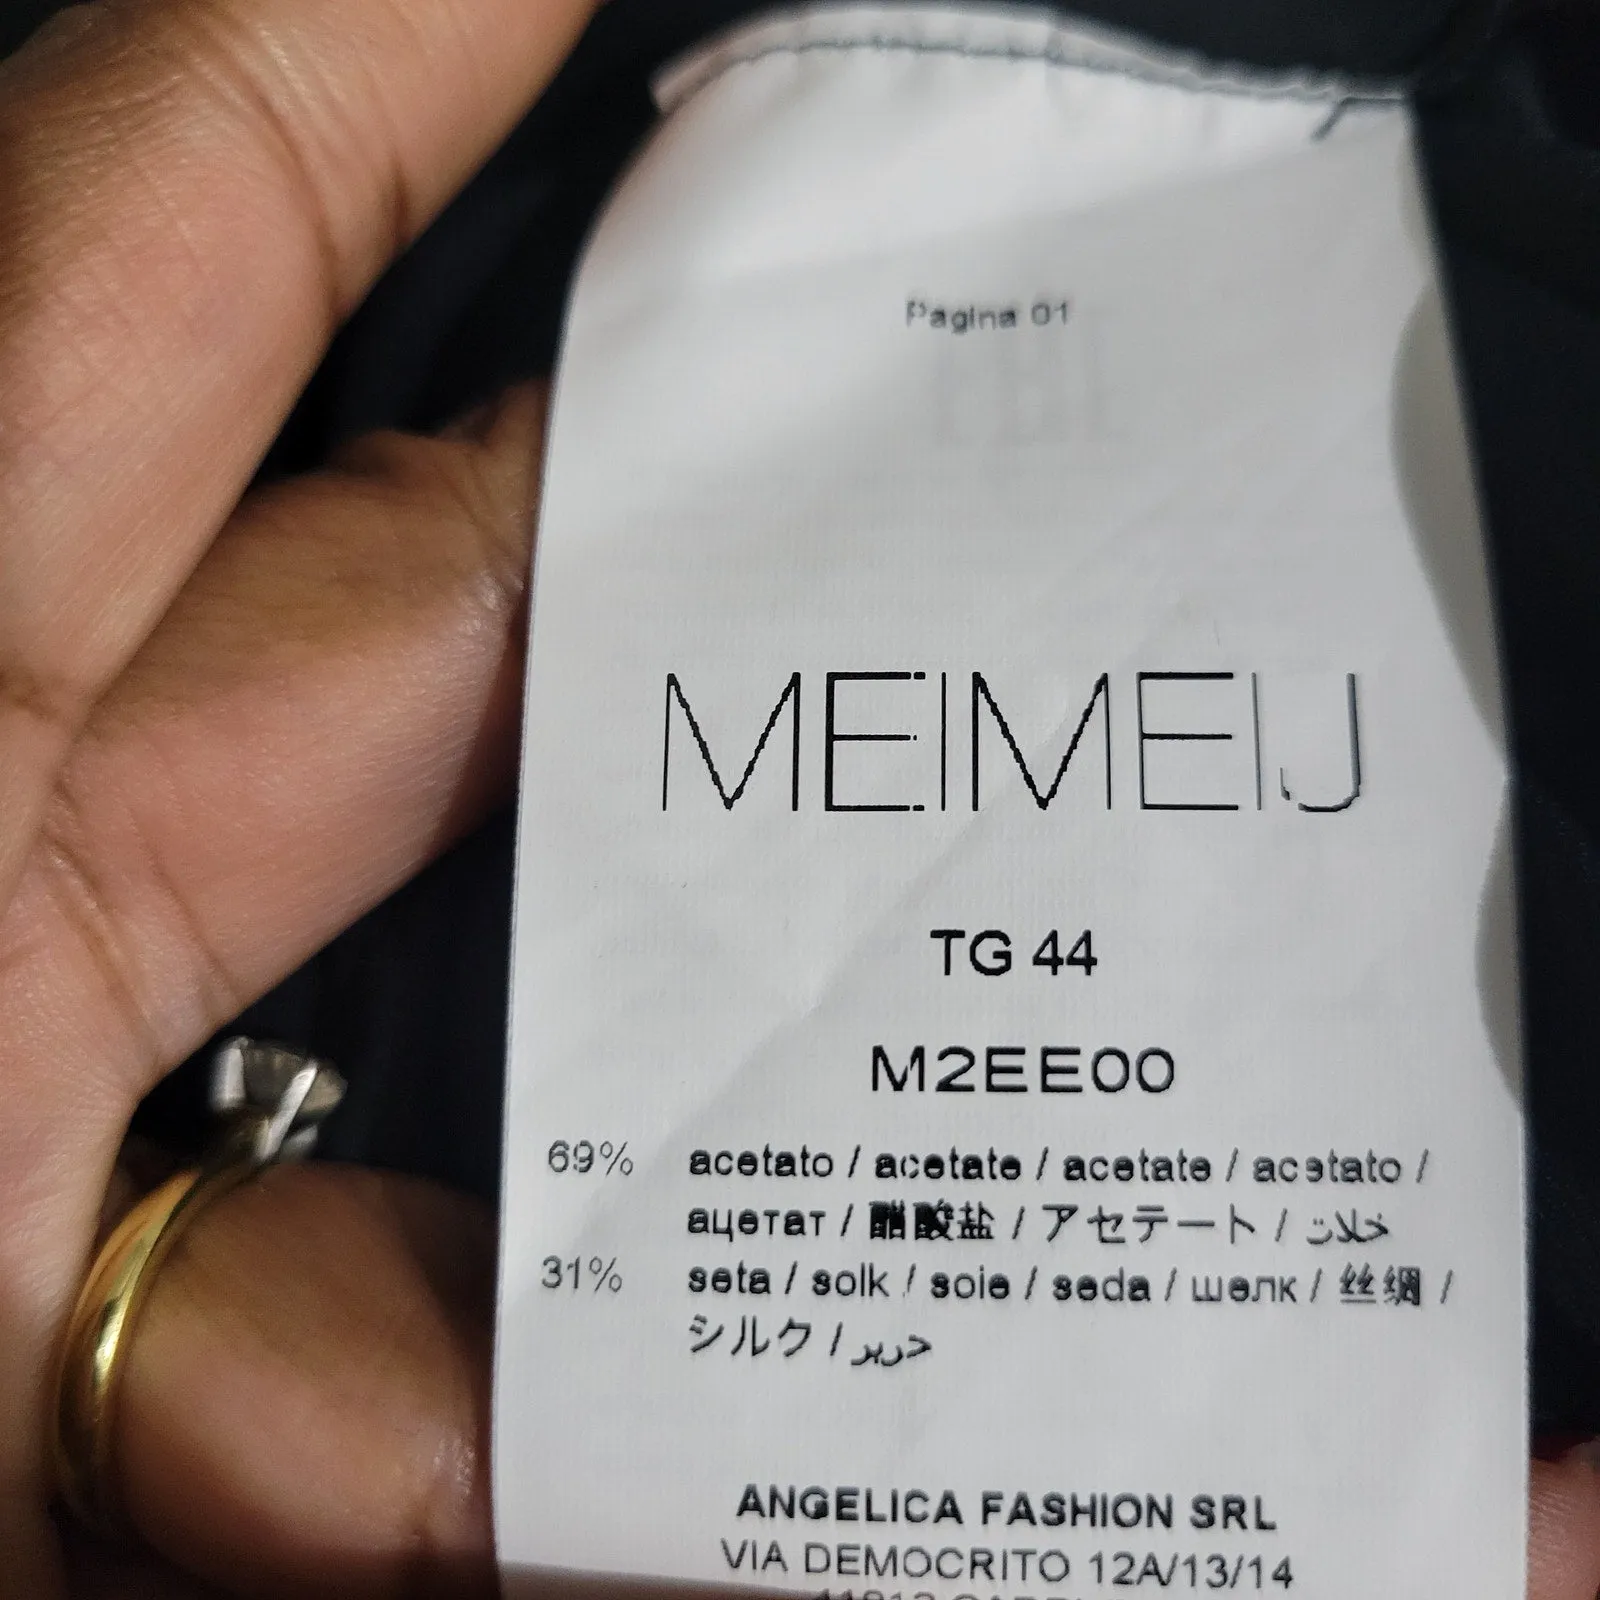 Pagina 01
MEIMEIJ
TG 44
M2EE00
69% acetato / acetate / acetate / acetato /
ацетат / 醋酸盐 / アセテート / خلات
31% seta / solk / soie / seda / шелк / 丝绸 /
シルク / حرير
ANGELICA FASHION SRL
VIA DEMOCRITO 12A/13/14